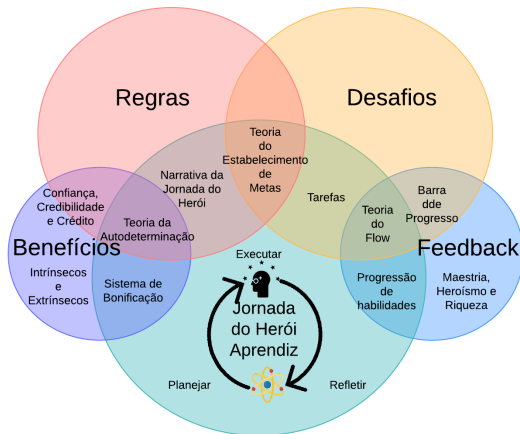 Regras
Desafios
Teoria
do
Estabelecimento
de
Metas
Narrativa da
Jornada do
Herói
Tarefas
Confiança,
Credibilidade
e Crédito
Teoria da
Autodeterminação
Teoria
do
Flow
Barra
dde
Progresso
Benefícios
Feedback
Intrínsecos
e
Extrínsecos
Sistema de
Bonificação
Executar
Jornada
do Herói
Aprendiz
Progressão
de
habilidades
Maestria,
Heroísmo e
Riqueza
Planejar
Refletir